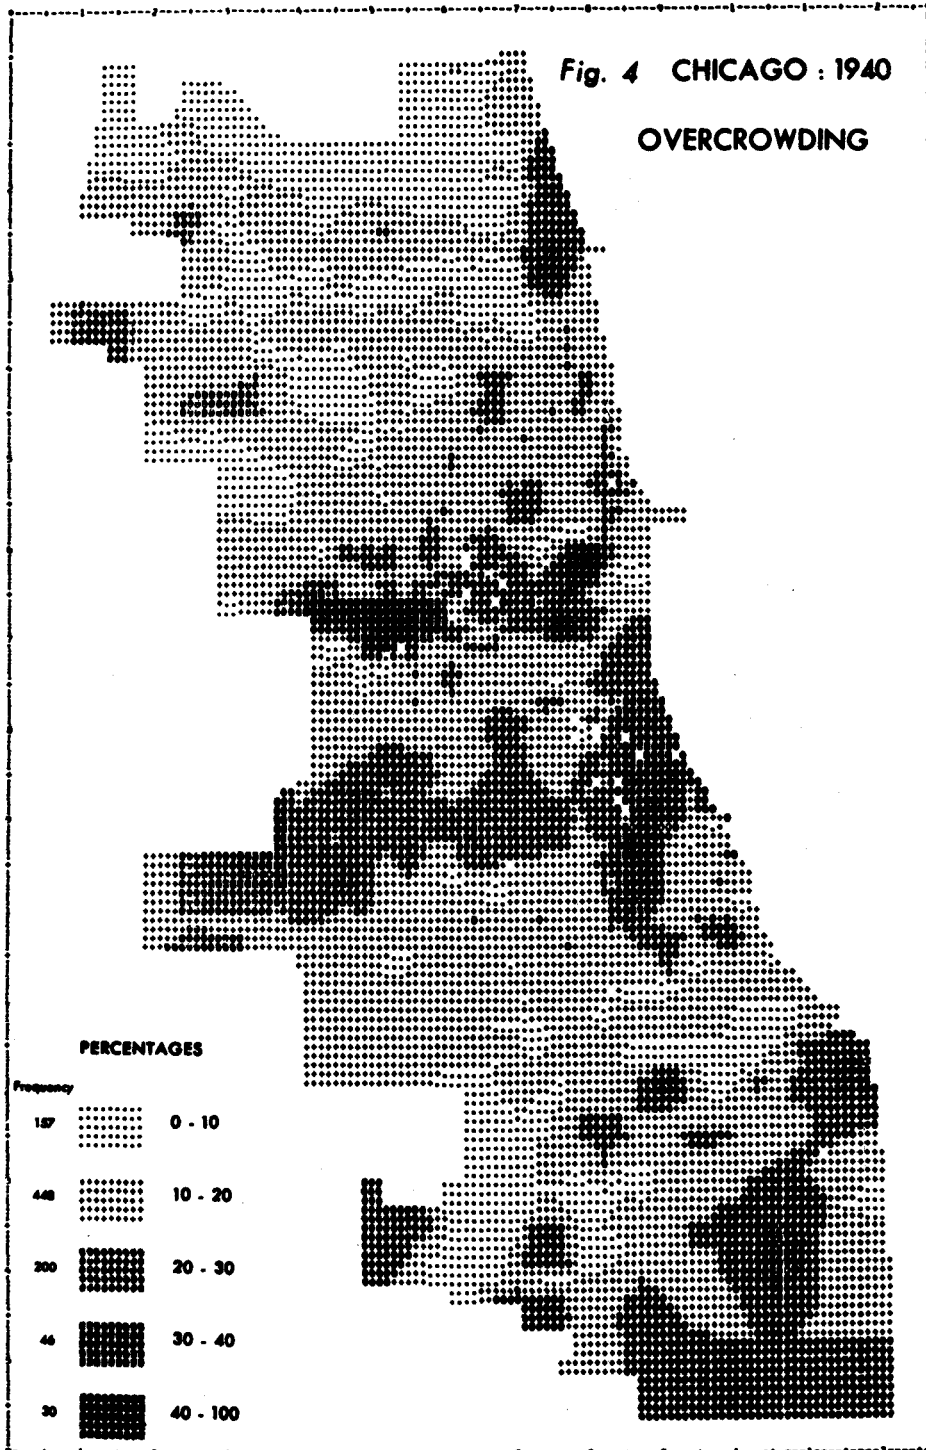 Fig. 4 CHICAGO : 1940
OVERCROWDING
PERCENTAGES
Frequency
157 0 - 10
448 10 - 20
200 20 - 30
46 30 - 40
30 40 - 100